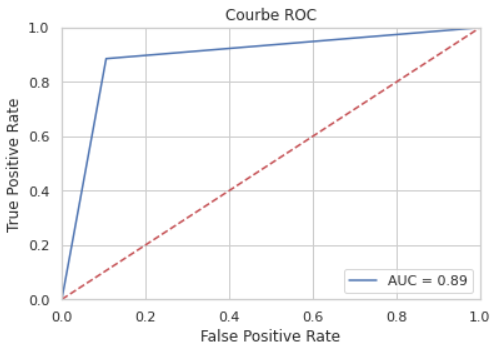 Courbe ROC
True Positive Rate
1.0
0.8
0.6
0.4
0.2
0.0
AUC = 0.89
0.0 0.2 0.4 0.6 0.8 1.0
False Positive Rate